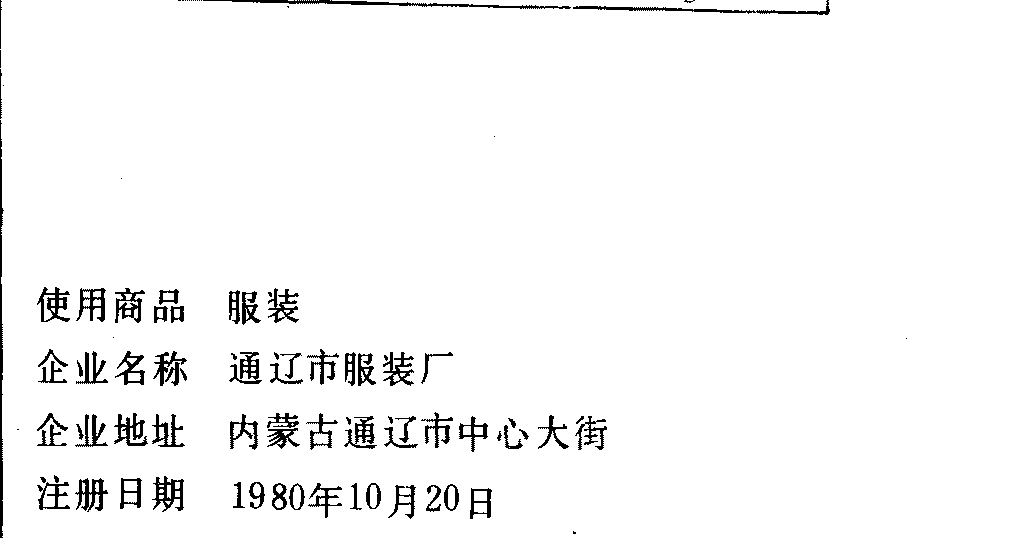 使用商品 服装
企业名称 通辽市服装厂
企业地址 内蒙古通辽市中心大街
注册日期 1980年10月20日